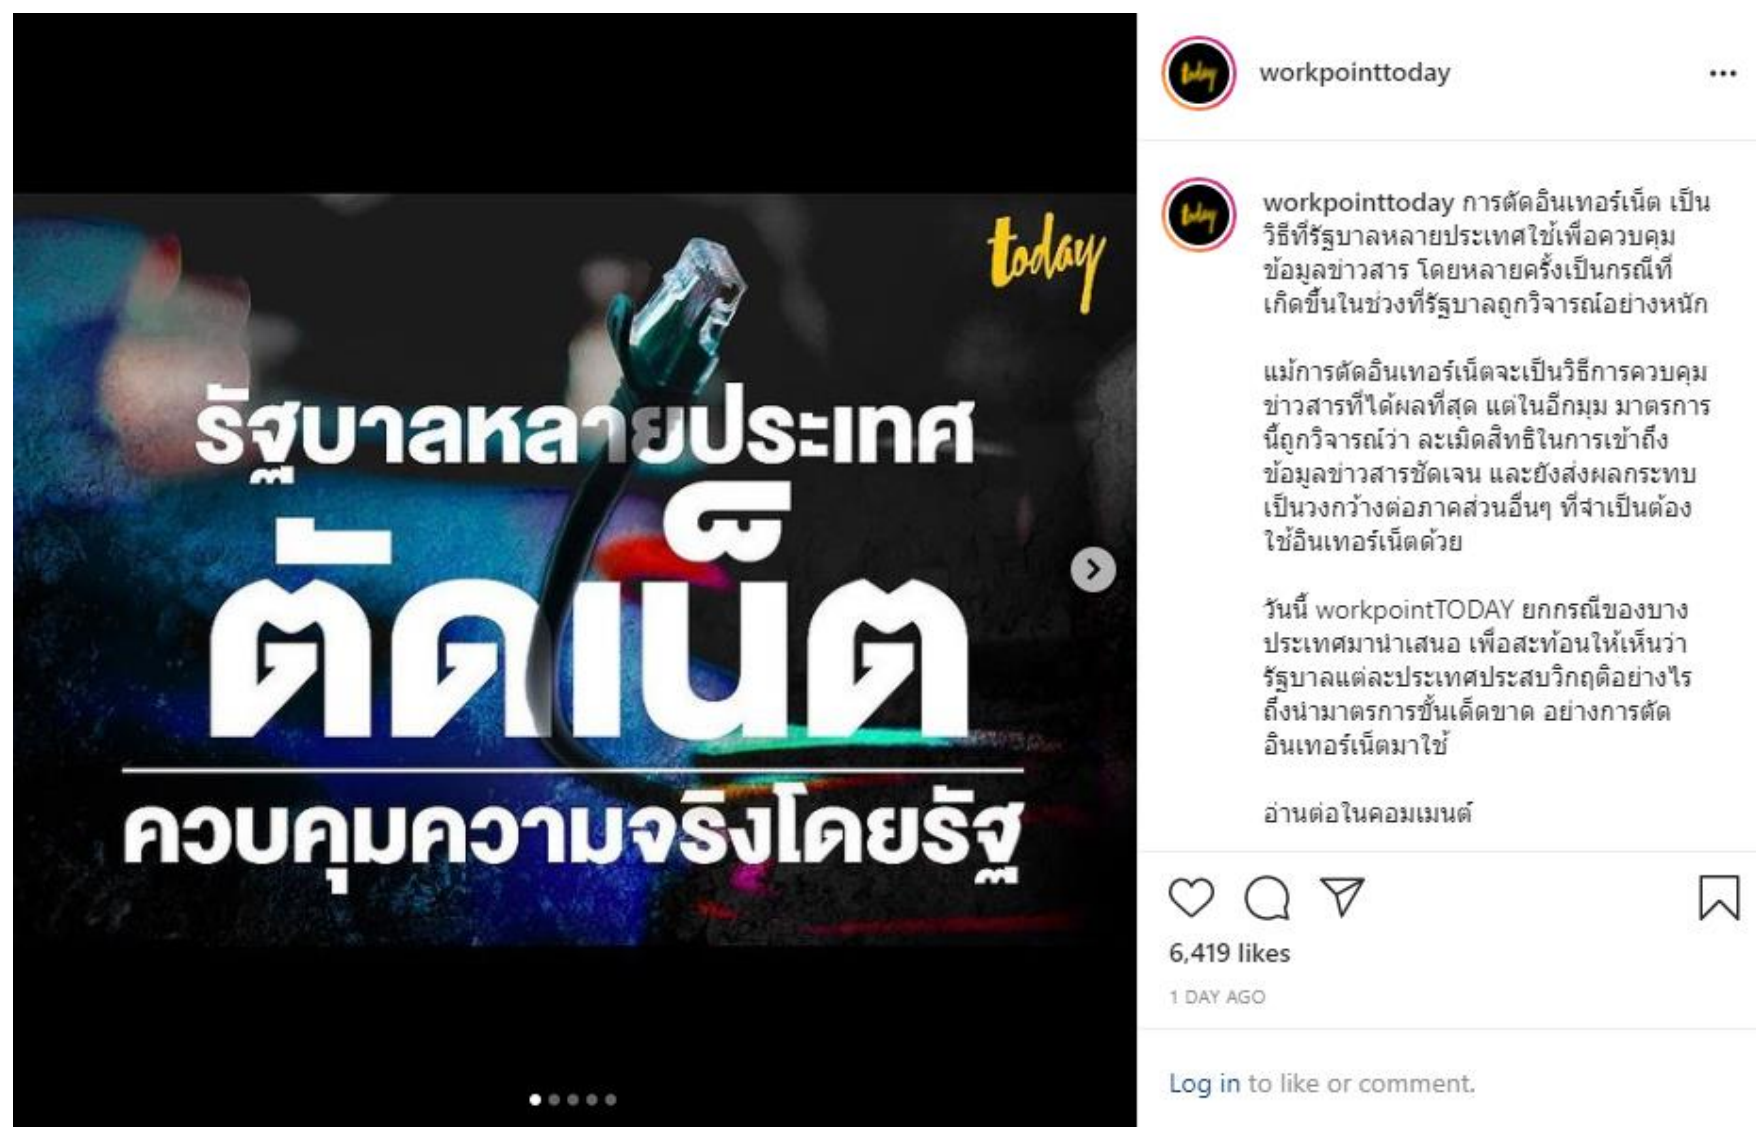 today
รัฐบาลหลายประเทศ
ตัดเน็ต
ควบคุมความจริงโดยรัฐ
today
workpointtoday
today
workpointtoday การตัดอินเทอร์เน็ต เป็น
วิธีที่รัฐบาลหลายประเทศใช้เพื่อควบคุม
ข้อมูลข่าวสาร โดยหลายครั้งเป็นกรณีที่
เกิดขึ้นในช่วงที่รัฐบาลถูกวิจารณ์อย่างหนัก
แม้การตัดอินเทอร์เน็ตจะเป็นวิธีการควบคุม
ข่าวสารที่ได้ผลที่สุด แต่ในอีกมุม มาตรการ
นี้ถูกวิจารณ์ว่า ละเมิดสิทธิในการเข้าถึง
ข้อมูลข่าวสารชัดเจน และยังส่งผลกระทบ
เป็นวงกว้างต่อภาคส่วนอื่นๆ ที่จำเป็นต้อง
ใช้อินเทอร์เน็ตด้วย
วันนี้ workpointTODAY ยกกรณีของบาง
ประเทศมานำเสนอ เพื่อสะท้อนให้เห็นว่า
รัฐบาลแต่ละประเทศประสบวิกฤติอย่างไร
ถึงนำมาตรการขั้นเด็ดขาด อย่างการตัด
อินเทอร์เน็ตมาใช้
อ่านต่อในคอมเมนต์
6,419 likes
1 DAY AGO
Log in to like or comment.